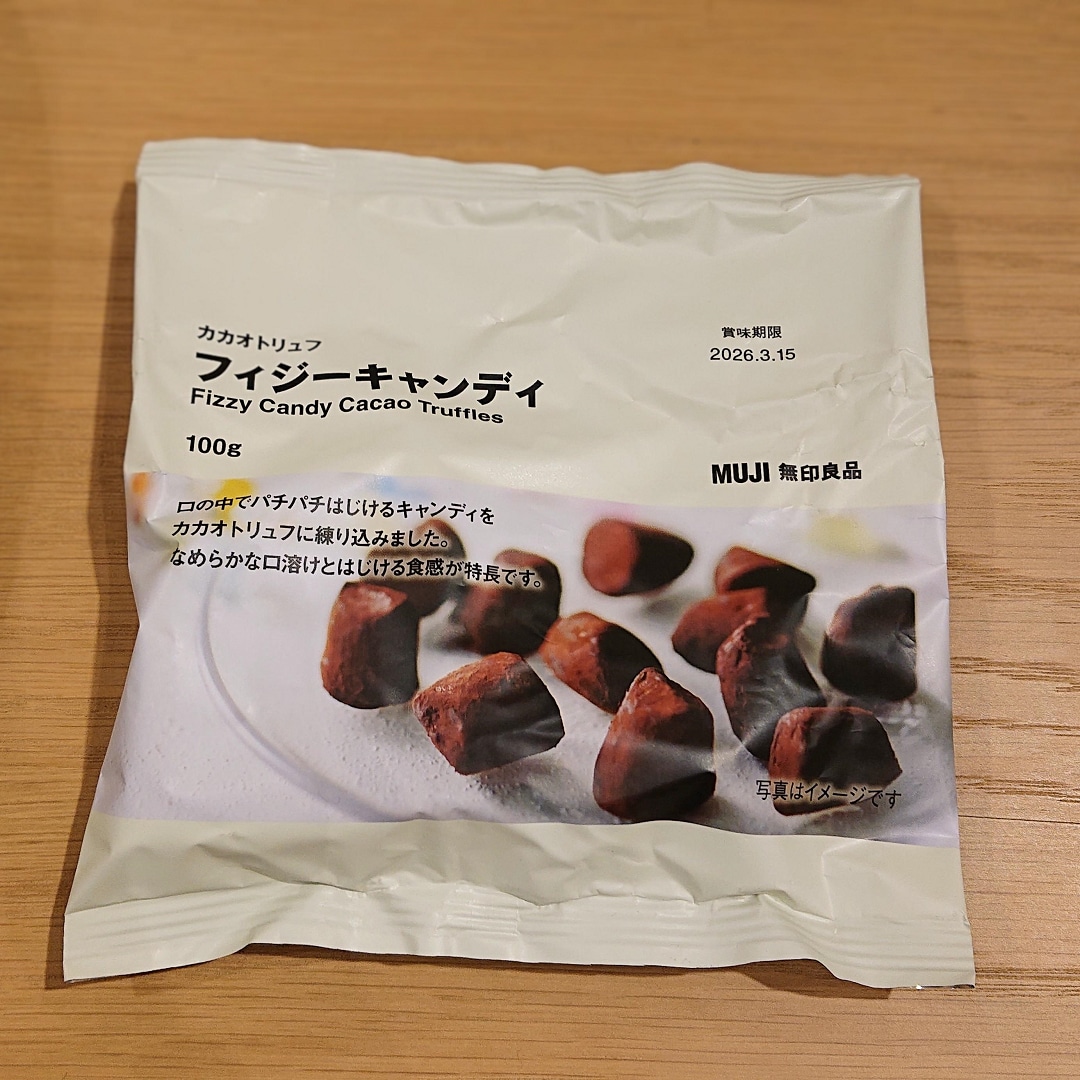 カカオトリュフ
フィジーキャンディ
Fizzy Candy Cacao Truffles
100g
賞味期限
2026.3.15
MUJI 無印良品
口の中でパチパチはじけるキャンディを
カカオトリュフに練り込みました。
なめらかな口溶けとはじける食感が特長です。
写真はイメージです